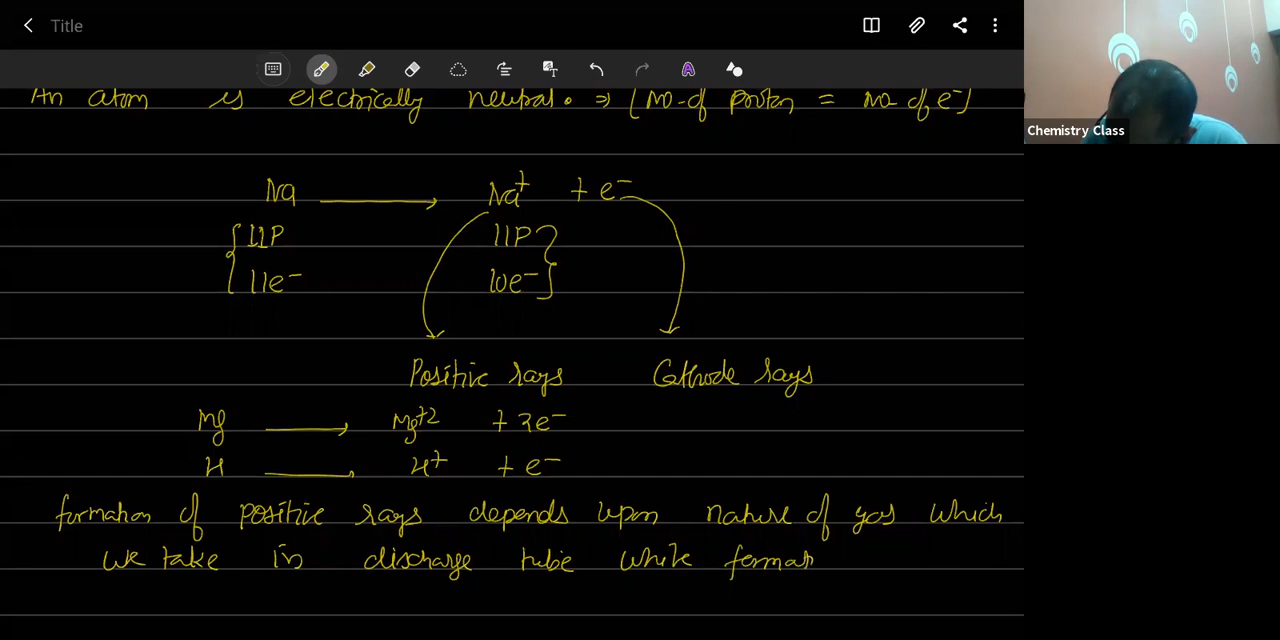 Title
An atom is electrically neutral. ⇒ [No-of proton = no of e-]
Na ⟶ Na+ + e-
{ 11P 11P }
{ 11e- 10e- ]
Positive rays Cathode rays
Mg ⟶ Mg+2 + 2e-
H ⟶ H+ + e-
formation of positive rays depends upon nature of gas which
we take in discharge tube while format
Chemistry Class